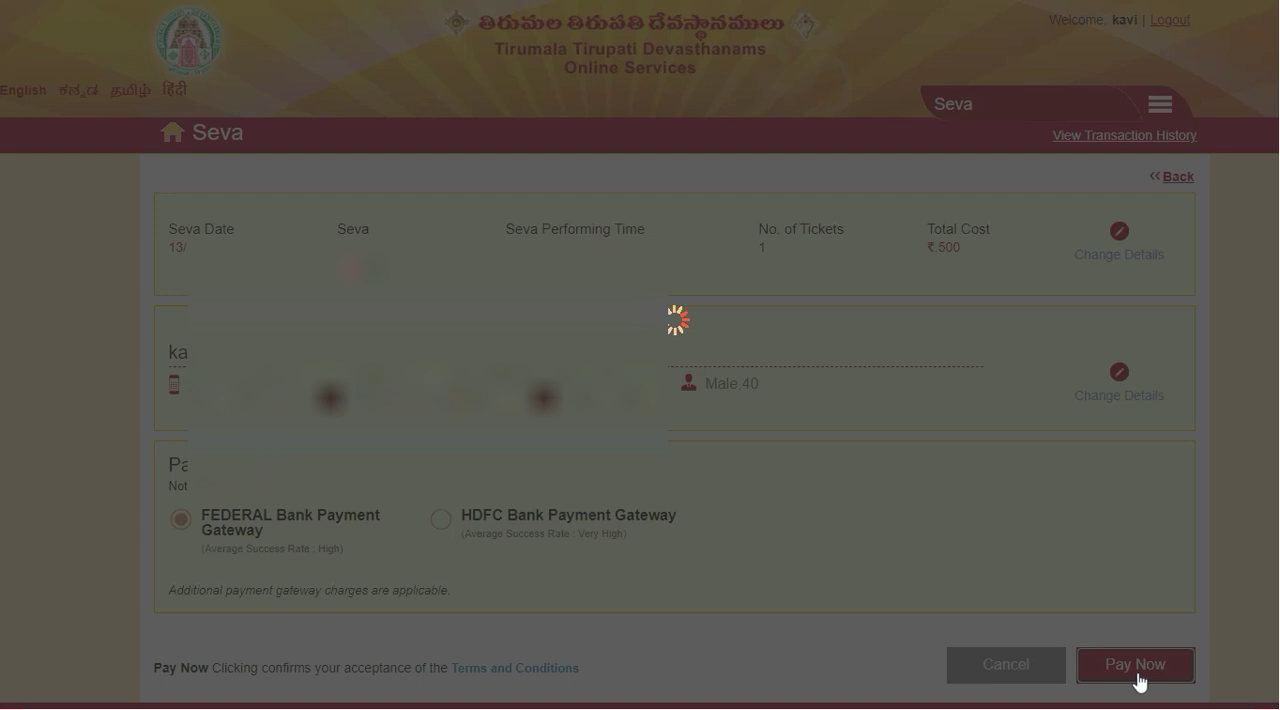 తిరుమల తిరుపతి దేవస్థానములు
Tirumala Tirupati Devasthanams
Online Services
Welcome: kavi | Logout
English ಕನ್ನಡ தமிழ் हिंदी
Seva
Seva
View Transaction History
<< Back
Seva Date Seva Seva Performing Time No. of Tickets Total Cost
13/ 1 ₹.500
Change Details
ka
Male,40
Change Details
Pa
Not
FEDERAL Bank Payment
Gateway
(Average Success Rate : High)
HDFC Bank Payment Gateway
(Average Success Rate : Very High)
Additional payment gateway charges are applicable.
Pay Now Clicking confirms your acceptance of the Terms and Conditions
Cancel Pay Now